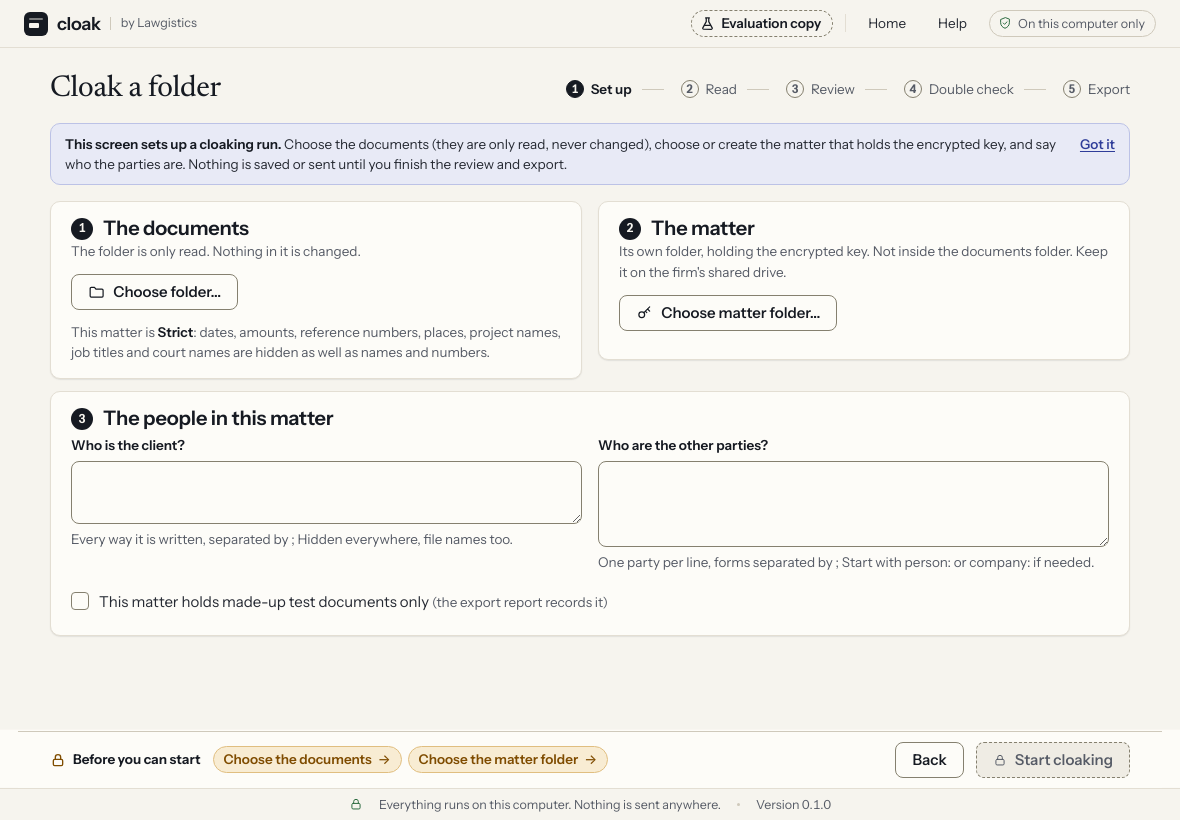 cloak
by Lawgistics
Evaluation copy
Home
Help
On this computer only
Cloak a folder
1 Set up
2 Read
3 Review
4 Double check
5 Export
This screen sets up a cloaking run. Choose the documents (they are only read, never changed), choose or create the matter that holds the encrypted key, and say
who the parties are. Nothing is saved or sent until you finish the review and export.
Got it
1 The documents
The folder is only read. Nothing in it is changed.
Choose folder...
This matter is Strict: dates, amounts, reference numbers, places, project names,
job titles and court names are hidden as well as names and numbers.
2 The matter
Its own folder, holding the encrypted key. Not inside the documents folder. Keep
it on the firm's shared drive.
Choose matter folder...
3 The people in this matter
Who is the client?
Every way it is written, separated by ; Hidden everywhere, file names too.
Who are the other parties?
One party per line, forms separated by ; Start with person: or company: if needed.
This matter holds made-up test documents only (the export report records it)
Before you can start
Choose the documents →
Choose the matter folder →
Back
Start cloaking
Everything runs on this computer. Nothing is sent anywhere. • Version 0.1.0